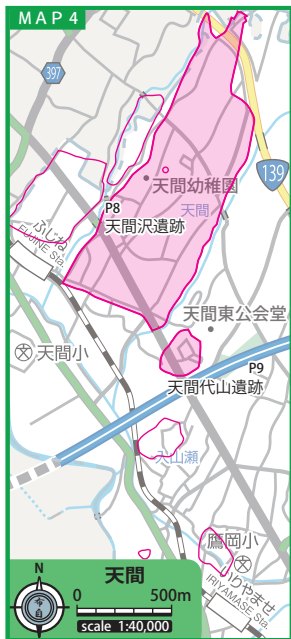 MAP 4
397
139
天間幼稚園
天間
P8
天間沢遺跡
ふじね
FUJINE Sta.
天間東公会堂
天間小
P9
天間代山遺跡
入山瀬
鷹岡小
いりやませ
IRIYAMASE Sta.
N
天間
0 500m
scale 1:40,000